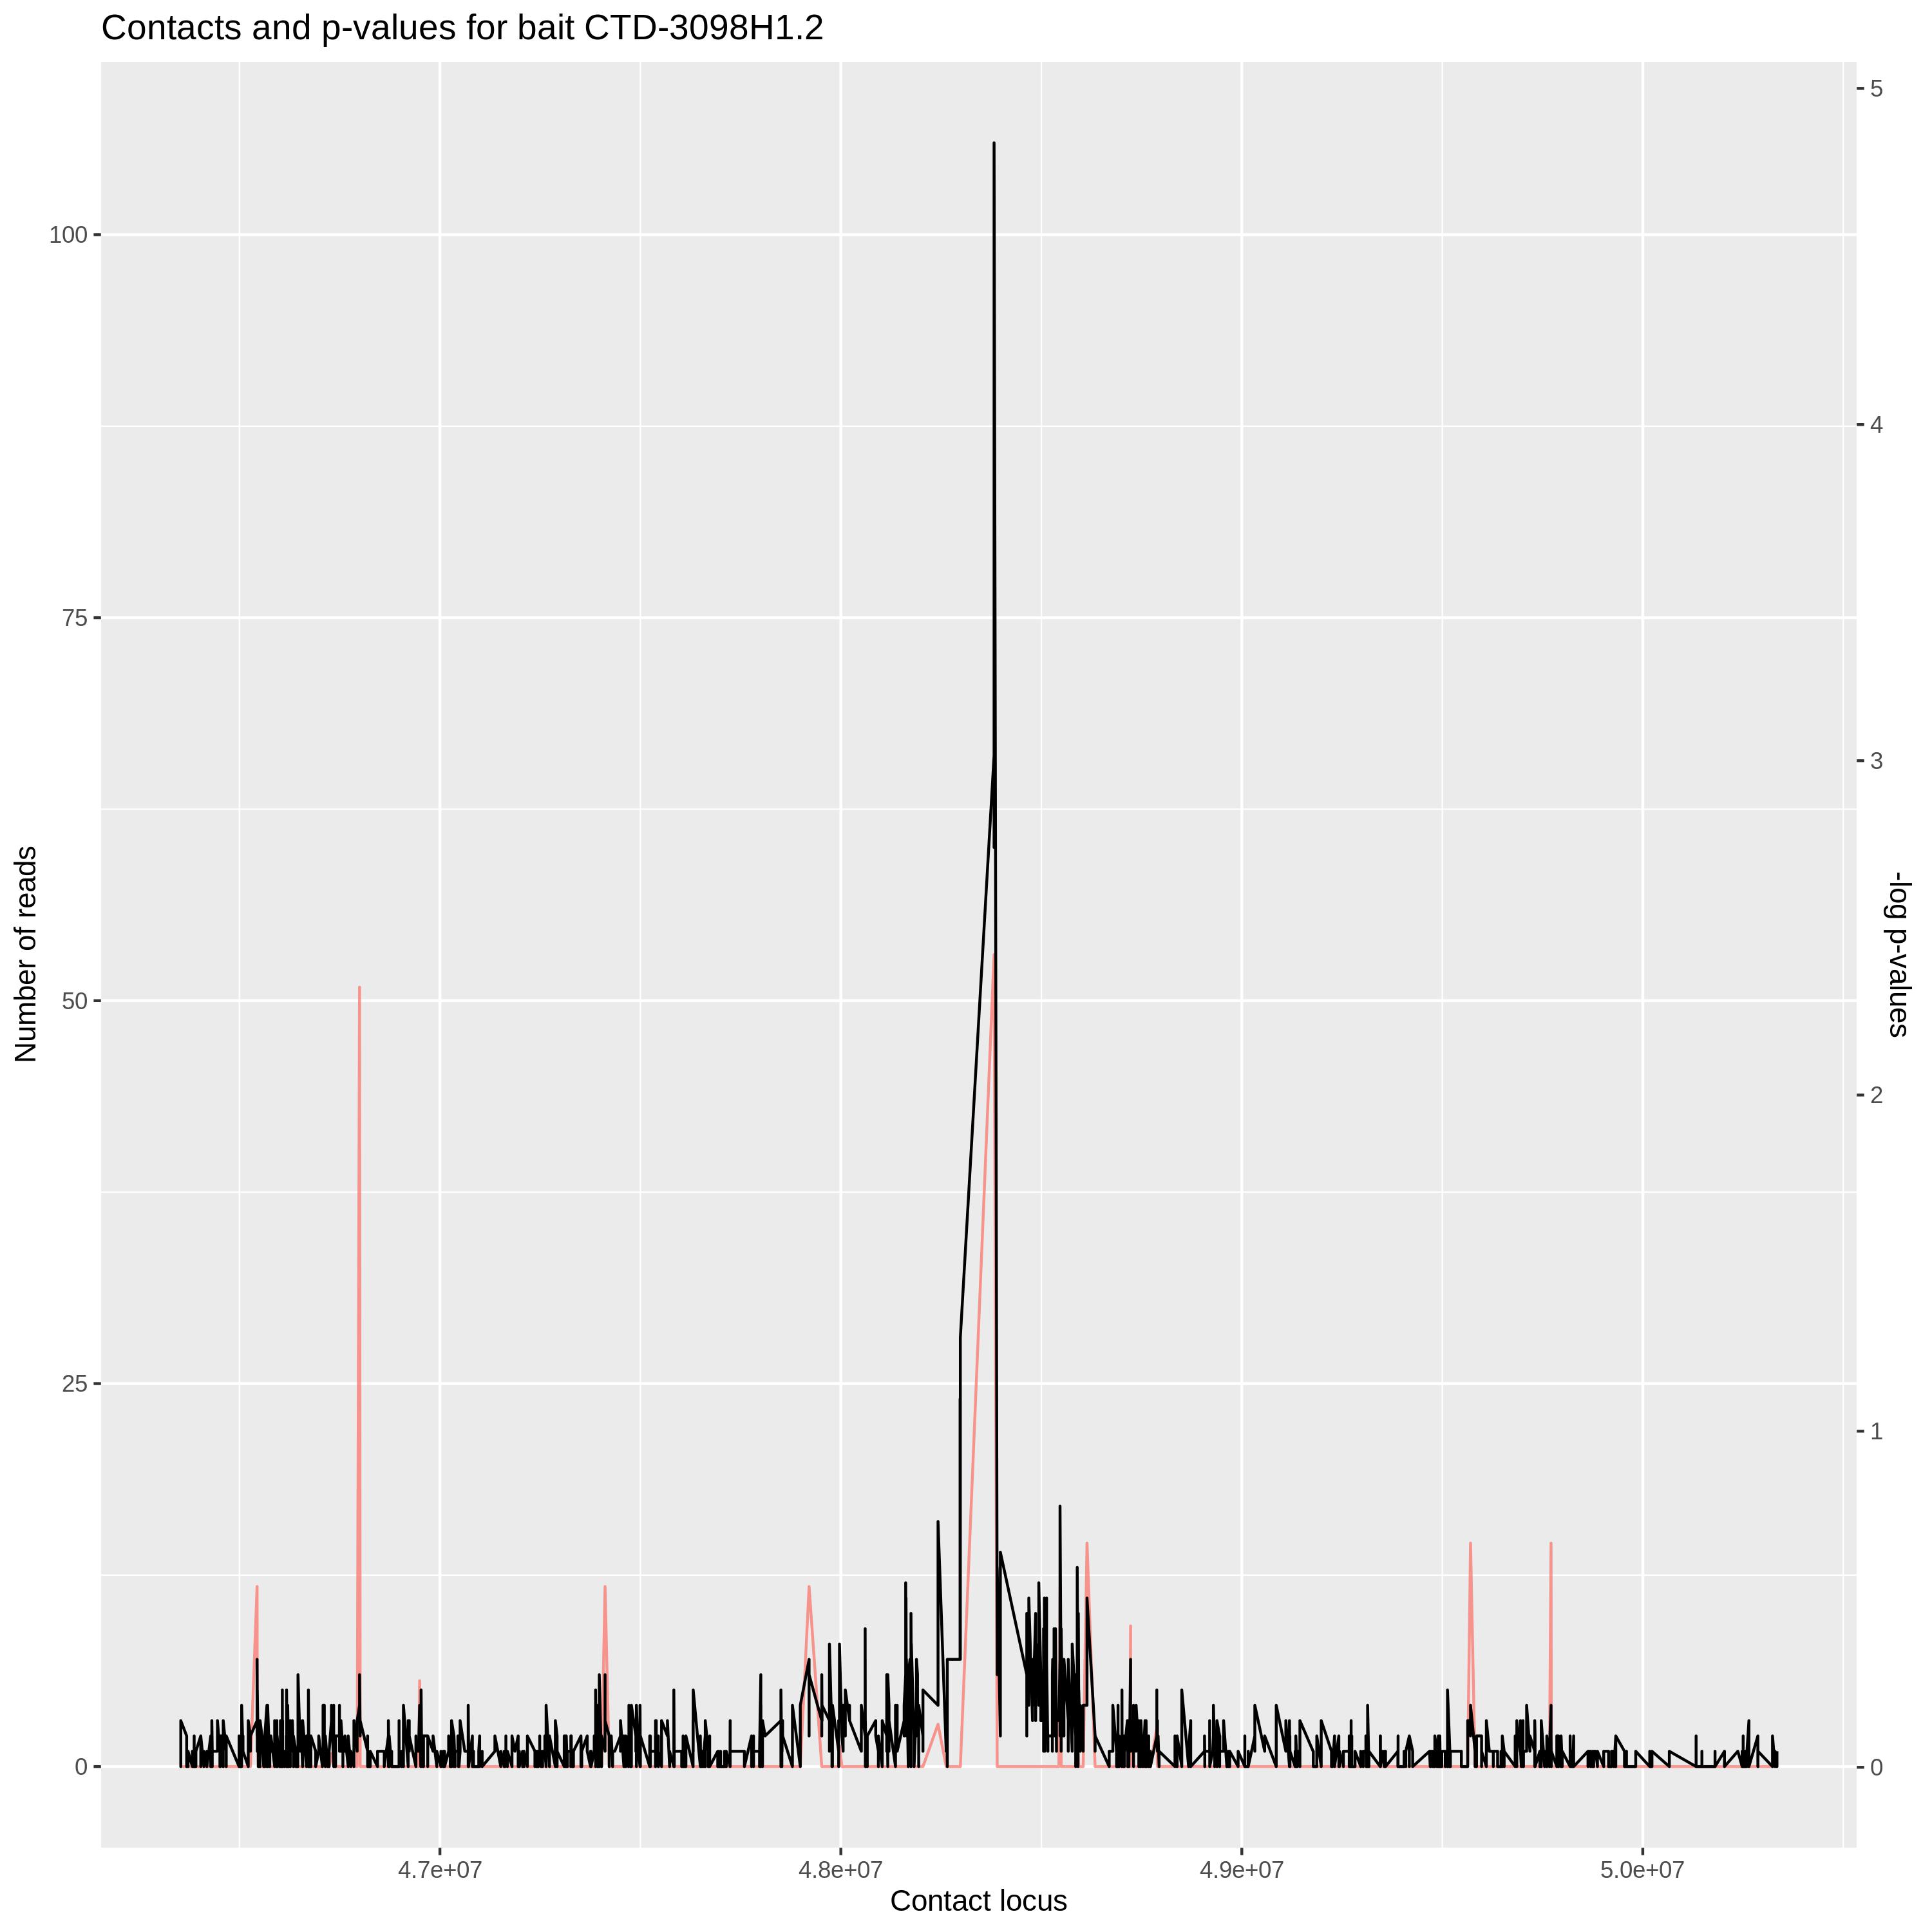 Contacts and p-values for bait CTD-3098H1.2
Number of reads
100
75
50
25
0
5
4
3
2
1
0
-log p-values
4.7e+07
4.8e+07
4.9e+07
5.0e+07
Contact locus